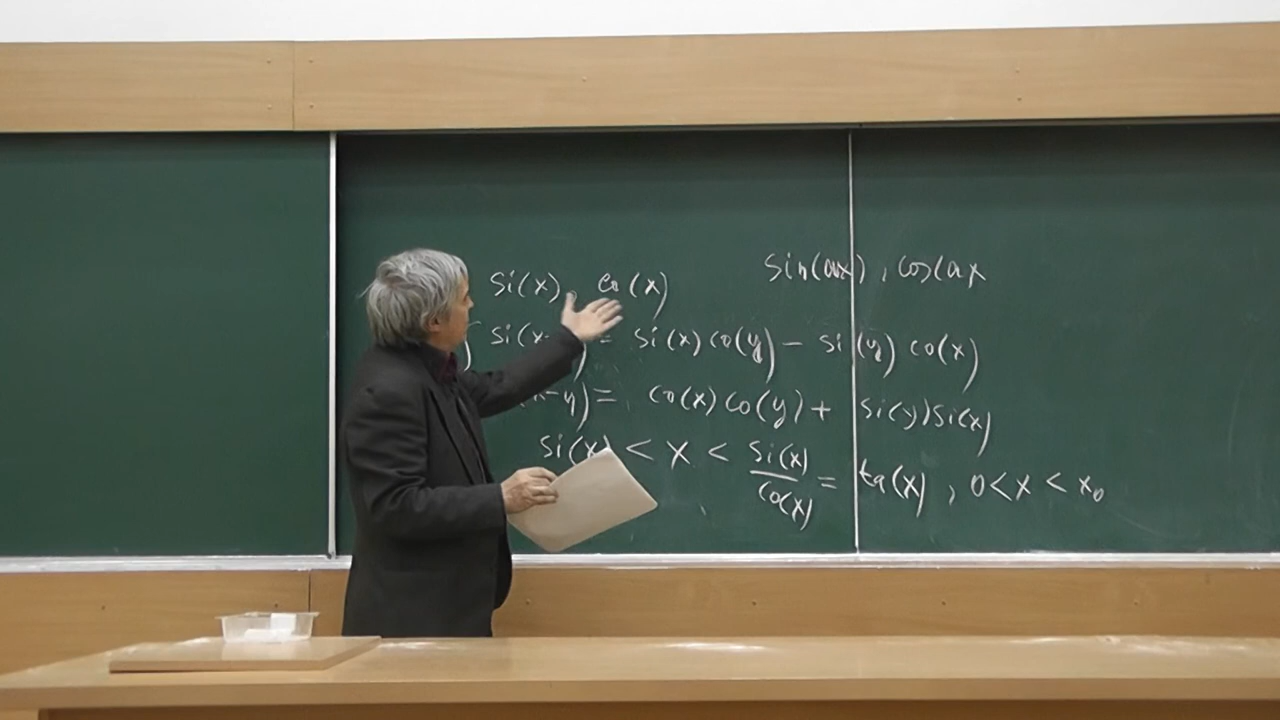 si(x), co(x) sin(ax), cos(ax
si(x = si(x)co(y) - si(y)co(x)
x-y) = co(x)co(y) + si(y)si(x)
si(x) < x < si(x)/co(x) = ta(x), 0<x<x₀